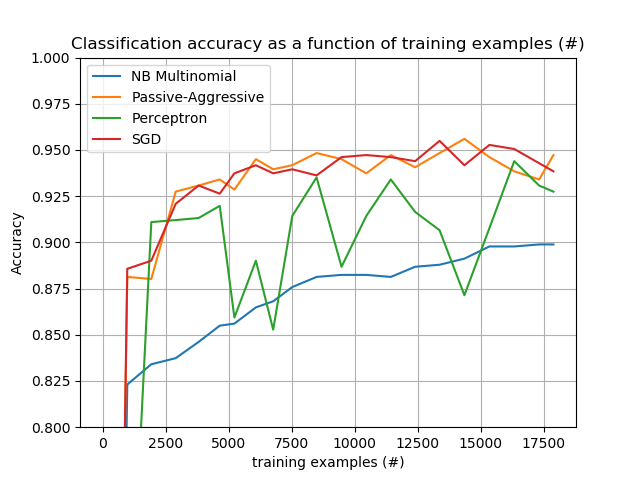 Classification accuracy as a function of training examples (#)
1.000
0.975
0.950
0.925
0.900
0.875
0.850
0.825
0.800
Accuracy
NB Multinomial
Passive-Aggressive
Perceptron
SGD
0 2500 5000 7500 10000 12500 15000 17500
training examples (#)